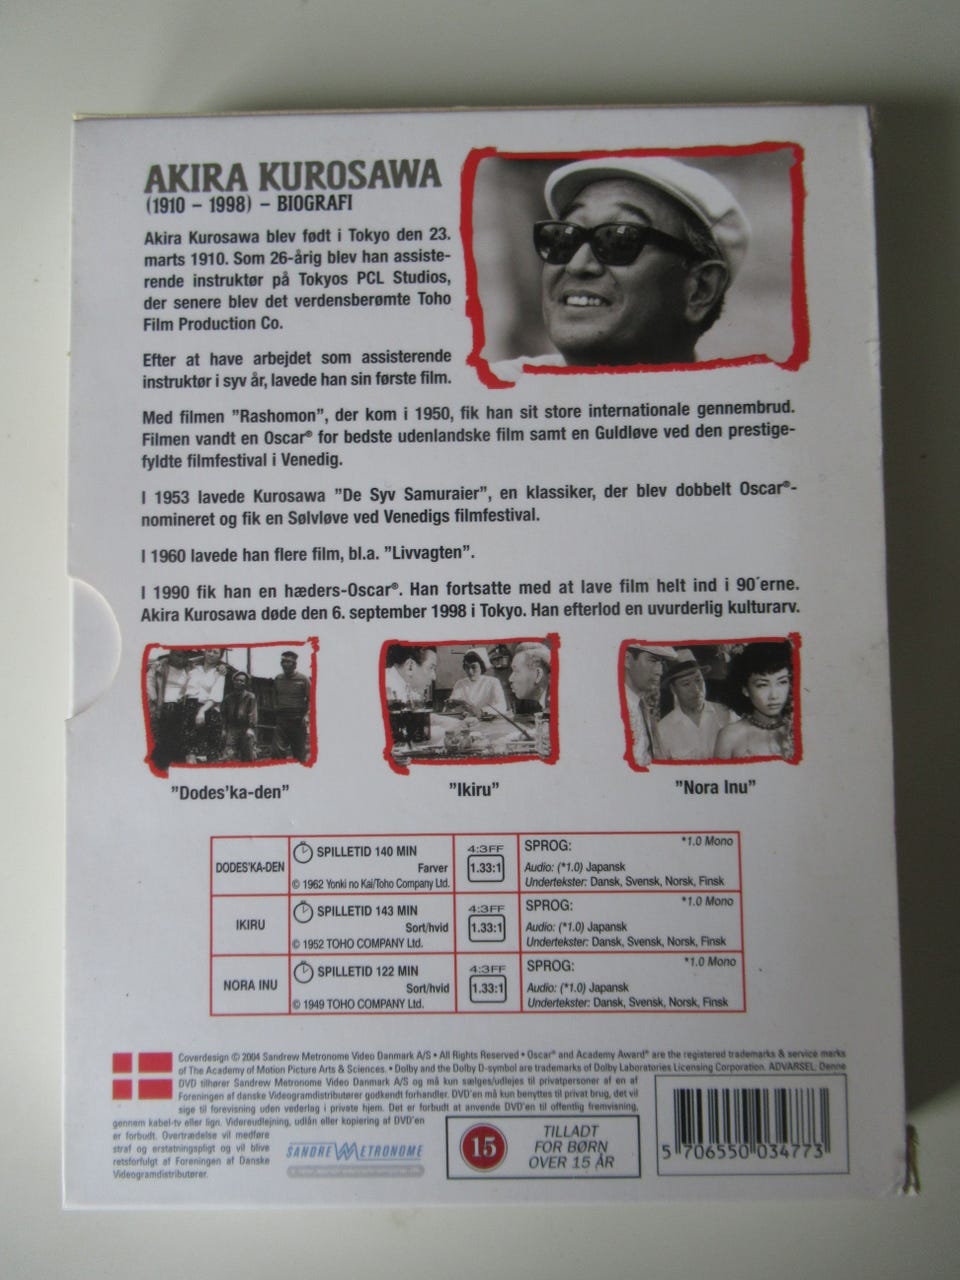 AKIRA KUROSAWA
(1910 – 1998) – BIOGRAFI
Akira Kurosawa blev født i Tokyo den 23.
marts 1910. Som 26-årig blev han assiste-
rende instruktør på Tokyos PCL Studios,
der senere blev det verdensberømte Toho
Film Production Co.
Efter at have arbejdet som assisterende
instruktør i syv år, lavede han sin første film.
Med filmen ”Rashomon”, der kom i 1950, fik han sit store internationale gennembrud.
Filmen vandt en Oscar® for bedste udenlandske film samt en Guldløve ved den prestige-
fyldte filmfestival i Venedig.
I 1953 lavede Kurosawa ”De Syv Samuraier”, en klassiker, der blev dobbelt Oscar®-
nomineret og fik en Sølvløve ved Venedigs filmfestival.
I 1960 lavede han flere film, bl.a. ”Livvagten”.
I 1990 fik han en hæders-Oscar®. Han fortsatte med at lave film helt ind i 90´erne.
Akira Kurosawa døde den 6. september 1998 i Tokyo. Han efterlod en uvurderlig kulturarv.
”Dodes’ka-den”
”Ikiru”
”Nora Inu”
DODES’KA-DEN
SPILLETID 140 MIN
Farver
© 1962 Yonki no Kai/Toho Company Ltd.
4:3FF
1.33:1
SPROG:
*1.0 Mono
Audio: (*1.0) Japansk
Undertekster: Dansk, Svensk, Norsk, Finsk
IKIRU
SPILLETID 143 MIN
Sort/hvid
© 1952 TOHO COMPANY Ltd.
4:3FF
1.33:1
SPROG:
*1.0 Mono
Audio: (*1.0) Japansk
Undertekster: Dansk, Svensk, Norsk, Finsk
NORA INU
SPILLETID 122 MIN
Sort/hvid
© 1949 TOHO COMPANY Ltd.
4:3FF
1.33:1
SPROG:
*1.0 Mono
Audio: (*1.0) Japansk
Undertekster: Dansk, Svensk, Norsk, Finsk
Coverdesign © 2004 Sandrew Metronome Video Danmark A/S • All Rights Reserved • Oscar® and Academy Award® are the registered trademarks & service marks
of The Academy of Motion Picture Arts & Sciences. • Dolby and the Dolby D-symbol are trademarks of Dolby Laboratories Licensing Corporation. ADVARSEL. Denne
DVD tilhører Sandrew Metronome Video Danmark A/S og må kun sælges/udlejes til privatpersoner af en af
Foreningen af danske Videogramdistributører godkendt forhandler. DVD'en må kun benyttes til privat brug, det vil
sige til forevisning uden vederlag i private hjem. Det er forbudt at anvende DVD'en til offentlig fremvisning,
gennem kabel-tv eller lign. Videreudlejning, udlån eller kopiering af DVD'en
er forbudt. Overtrædelse vil medføre
straf og erstatningspligt og vil blive
retsforfulgt af Foreningen af Danske
Videogramdistributører.
SANDREW METRONOME
15
TILLADT
FOR BØRN
OVER 15 ÅR
5 706550 034773